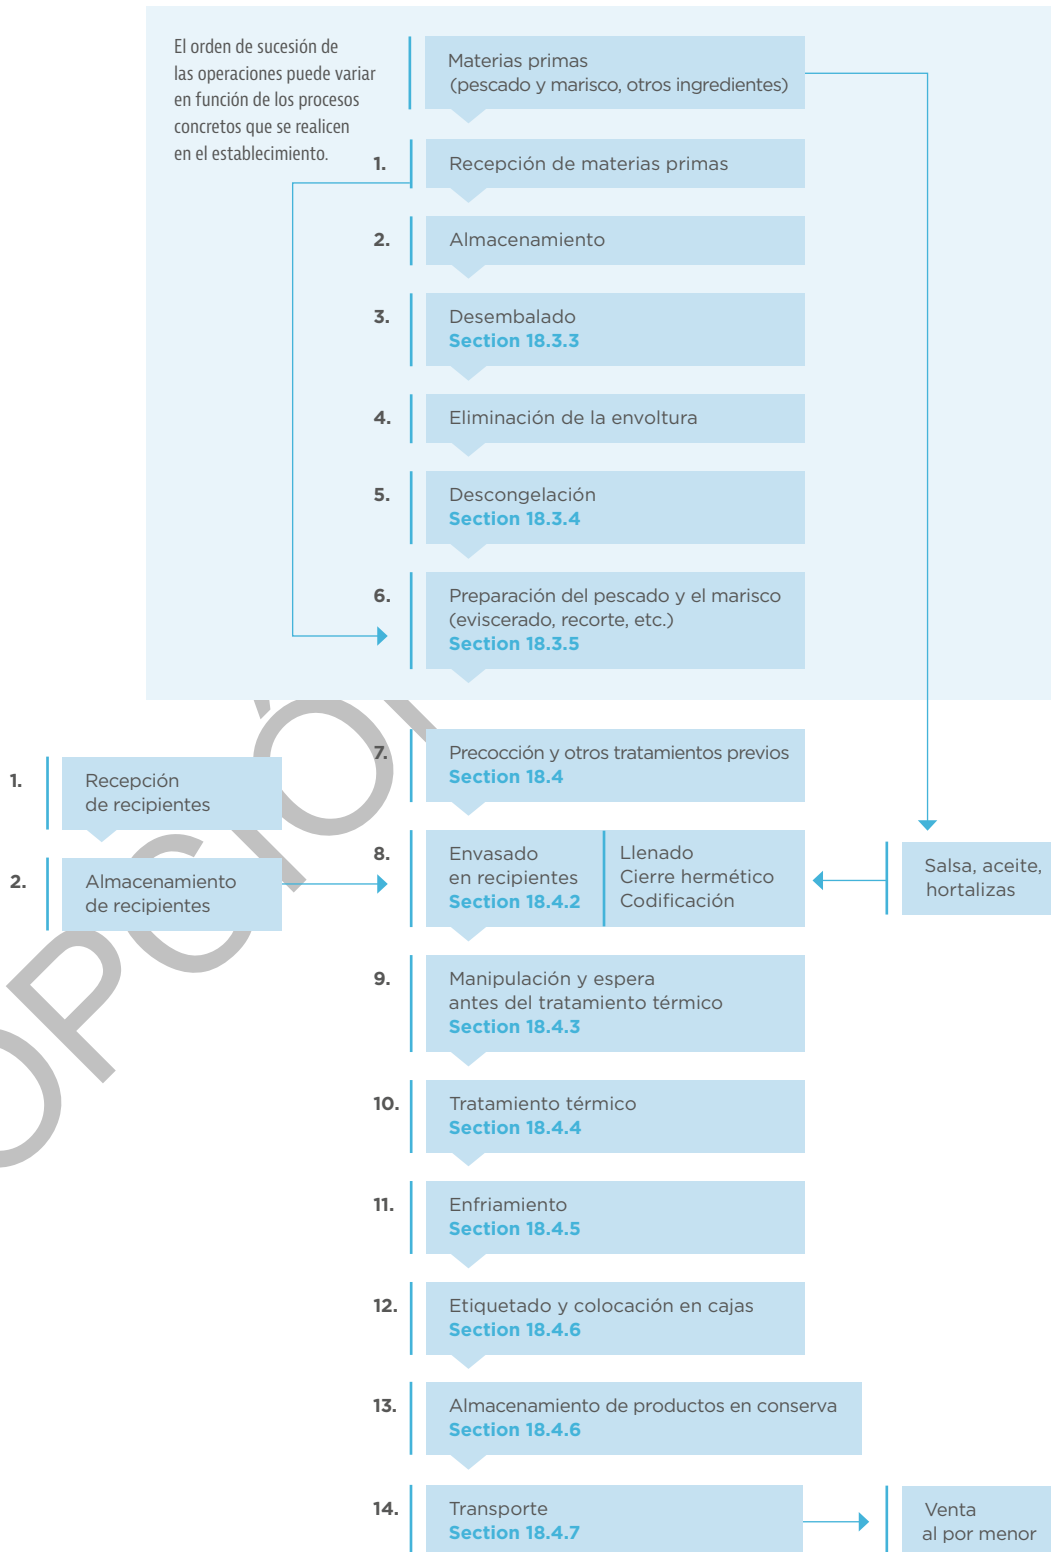 El orden de sucesión de
las operaciones puede variar
en función de los procesos
concretos que se realicen
en el establecimiento.
Materias primas
(pescado y marisco, otros ingredientes)
1. Recepción de materias primas
2. Almacenamiento
3. Desembalado
Section 18.3.3
4. Eliminación de la envoltura
5. Descongelación
Section 18.3.4
6. Preparación del pescado y el marisco
(eviscerado, recorte, etc.)
Section 18.3.5
7. Precocción y otros tratamientos previos
Section 18.4
1. Recepción
de recipientes
2. Almacenamiento
de recipientes
8. Envasado
en recipientes
Section 18.4.2
Llenado
Cierre hermético
Codificación
Salsa, aceite,
hortalizas
9. Manipulación y espera
antes del tratamiento térmico
Section 18.4.3
10. Tratamiento térmico
Section 18.4.4
11. Enfriamiento
Section 18.4.5
12. Etiquetado y colocación en cajas
Section 18.4.6
13. Almacenamiento de productos en conserva
Section 18.4.6
14. Transporte
Section 18.4.7
Venta
al por menor